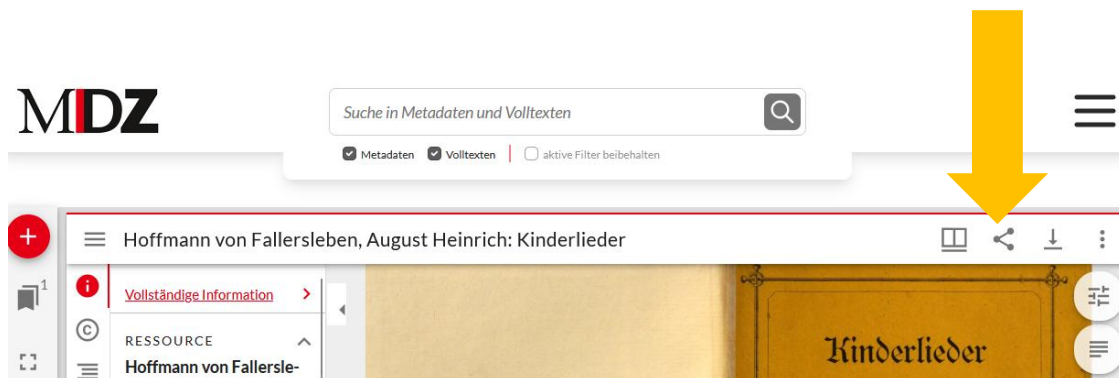 MDZ
Suche in Metadaten und Volltexten
Metadaten Volltexten aktive Filter beibehalten
Hoffmann von Fallersleben, August Heinrich: Kinderlieder
1
Vollständige Information
RESSOURCE
Hoffmann von Fallersle-
Kinderlieder